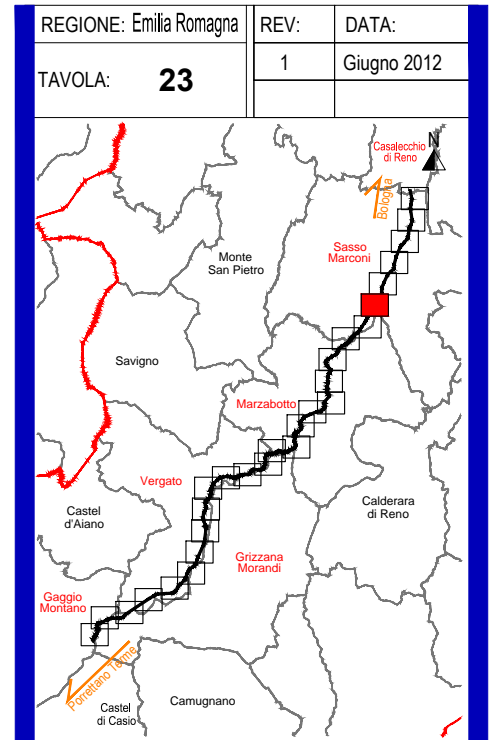 REGIONE: Emilia Romagna
REV:
DATA:
TAVOLA: 23
1
Giugno 2012
N
Casalecchio
di Reno
Bologna
Sasso
Marconi
Monte
San Pietro
Savigno
Marzabotto
Vergato
Castel
d'Aiano
Calderara
di Reno
Grizzana
Morandi
Gaggio
Montano
Porrettano Terme
Castel
di Casio
Camugnano